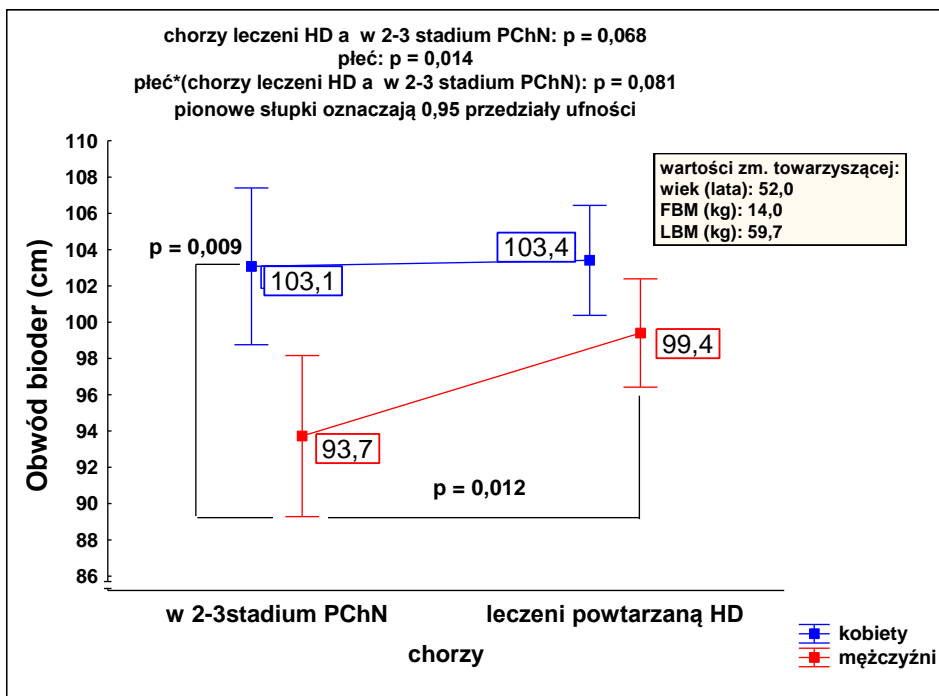 chorzy leczeni HD a w 2-3 stadium PChN: p = 0,068
płeć: p = 0,014
płeć*(chorzy leczeni HD a w 2-3 stadium PChN): p = 0,081
pionowe słupki oznaczają 0,95 przedziały ufności
110
108
106
104
102
100
98
96
94
92
90
88
86
Obwód bioder (cm)
wartości zm. towarzyszącej:
wiek (lata): 52,0
FBM (kg): 14,0
LBM (kg): 59,7
p = 0,009
103,1
103,4
99,4
93,7
p = 0,012
w 2-3stadium PChN
leczeni powtarzaną HD
chorzy
kobiety
mężczyźni